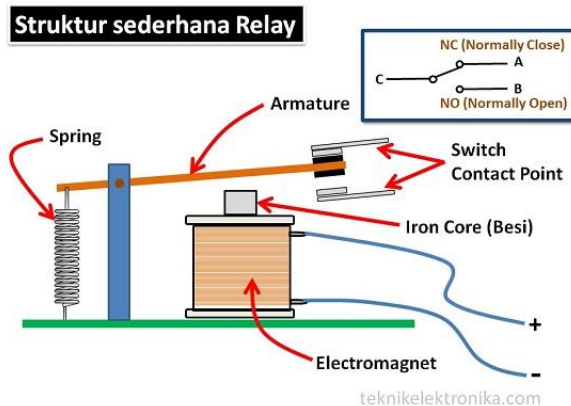 Struktur sederhana Relay
NC (Normally Close)
A
C
B
NO (Normally Open)
Armature
Spring
Switch
Contact Point
Iron Core (Besi)
+
Electromagnet
-
teknikelektronika.com